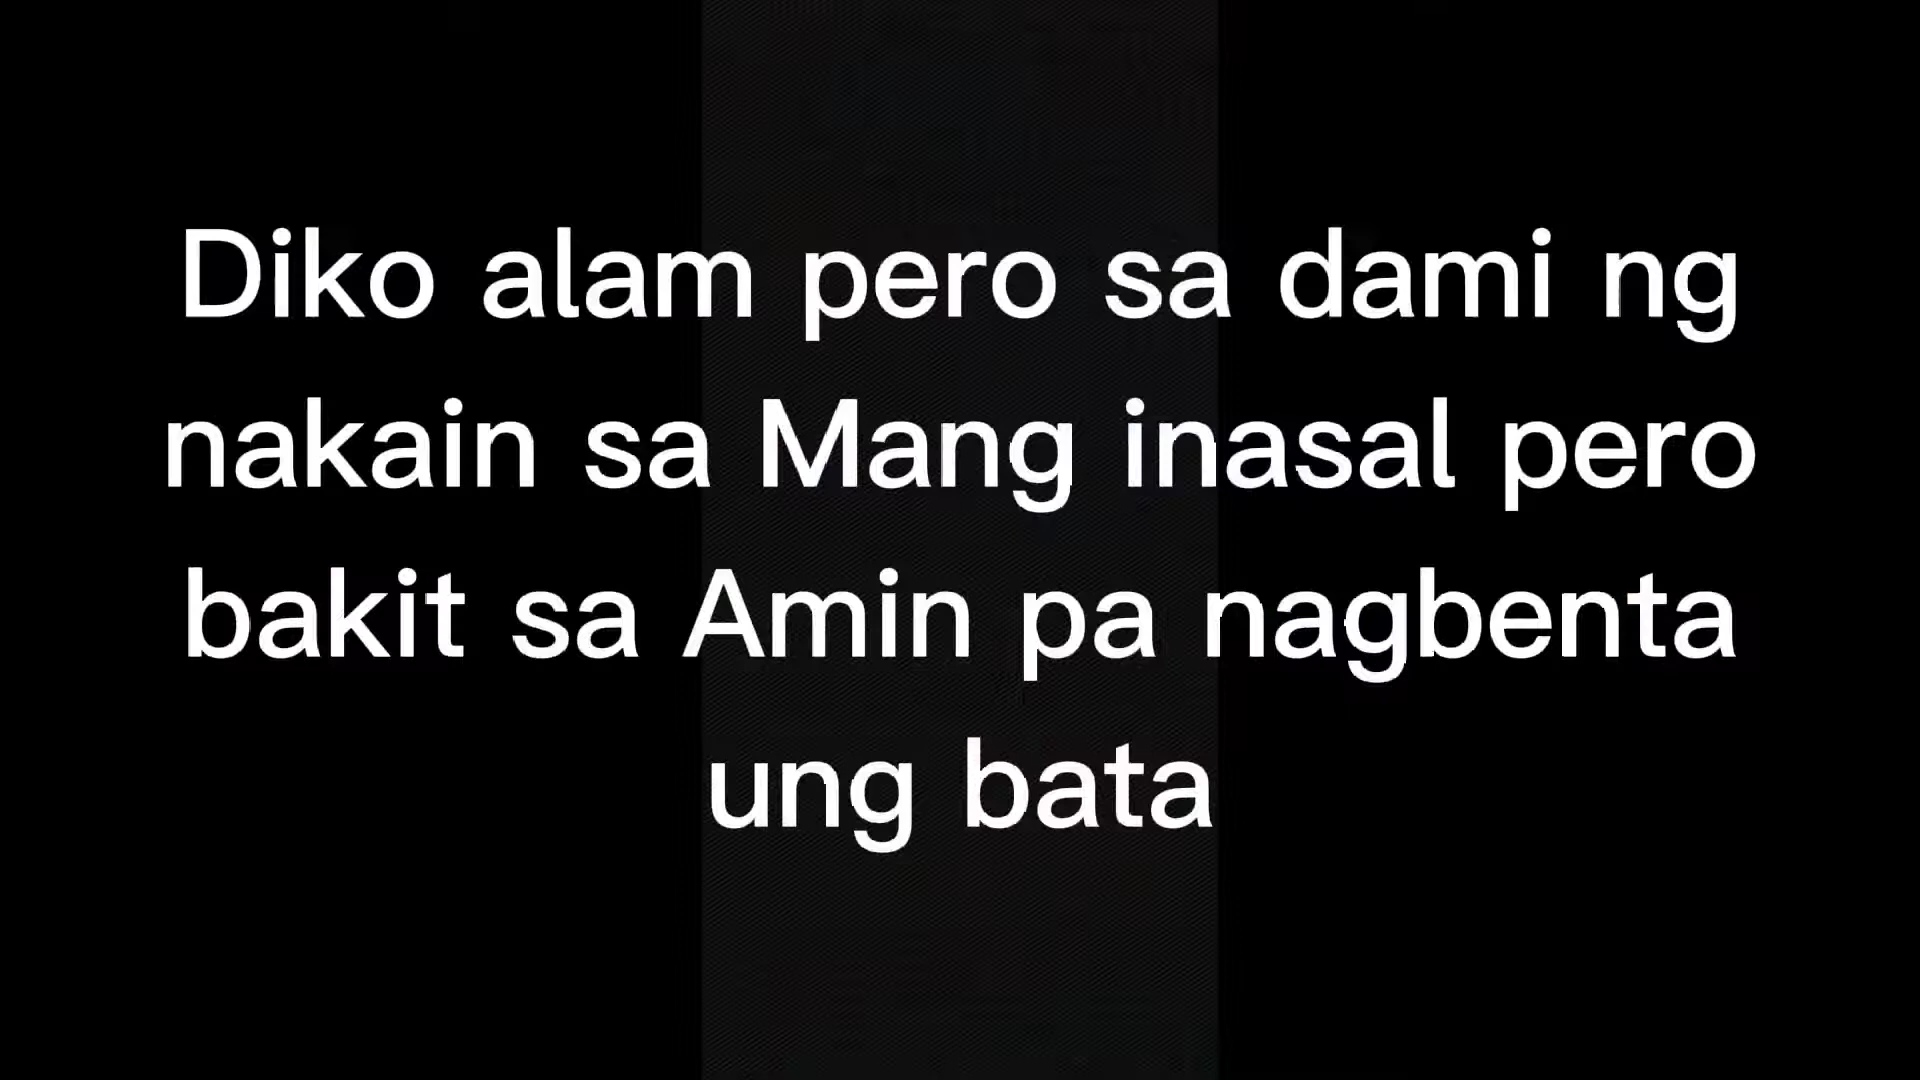 Diko alam pero sa dami ng
nakain sa Mang inasal pero
bakit sa Amin pa nagbenta
ung bata